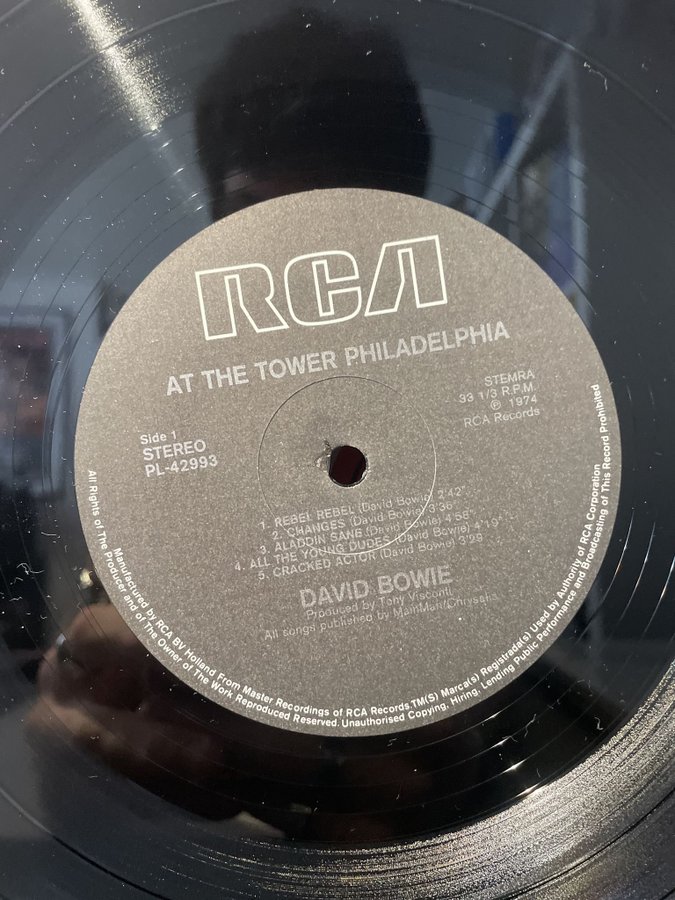 RCA
AT THE TOWER PHILADELPHIA
STEMRA
33 1/3 R.P.M.
℗ 1974
RCA Records
Side 1
STEREO
PL-42993
1. REBEL REBEL (David Bowie) 2'42"
2. CHANGES (David Bowie) 3'36"
3. ALADDIN SANE (David Bowie) 4'58"
4. ALL THE YOUNG DUDES (David Bowie) 4'19"
5. CRACKED ACTOR (David Bowie) 3'29
DAVID BOWIE
Produced by Tony Visconti
All songs published by MainMan/Chrysalis
All Rights of The Producer and of The Owner of The Work Reproduced Reserved. Unauthorised Copying, Hiring, Lending Public Performance and Broadcasting of This Record Prohibited
Manufactured by RCA BV Holland From Master Recordings of RCA Records.TM(S) Marca(s) Registrada(s) Used by Authority of RCA Corporation